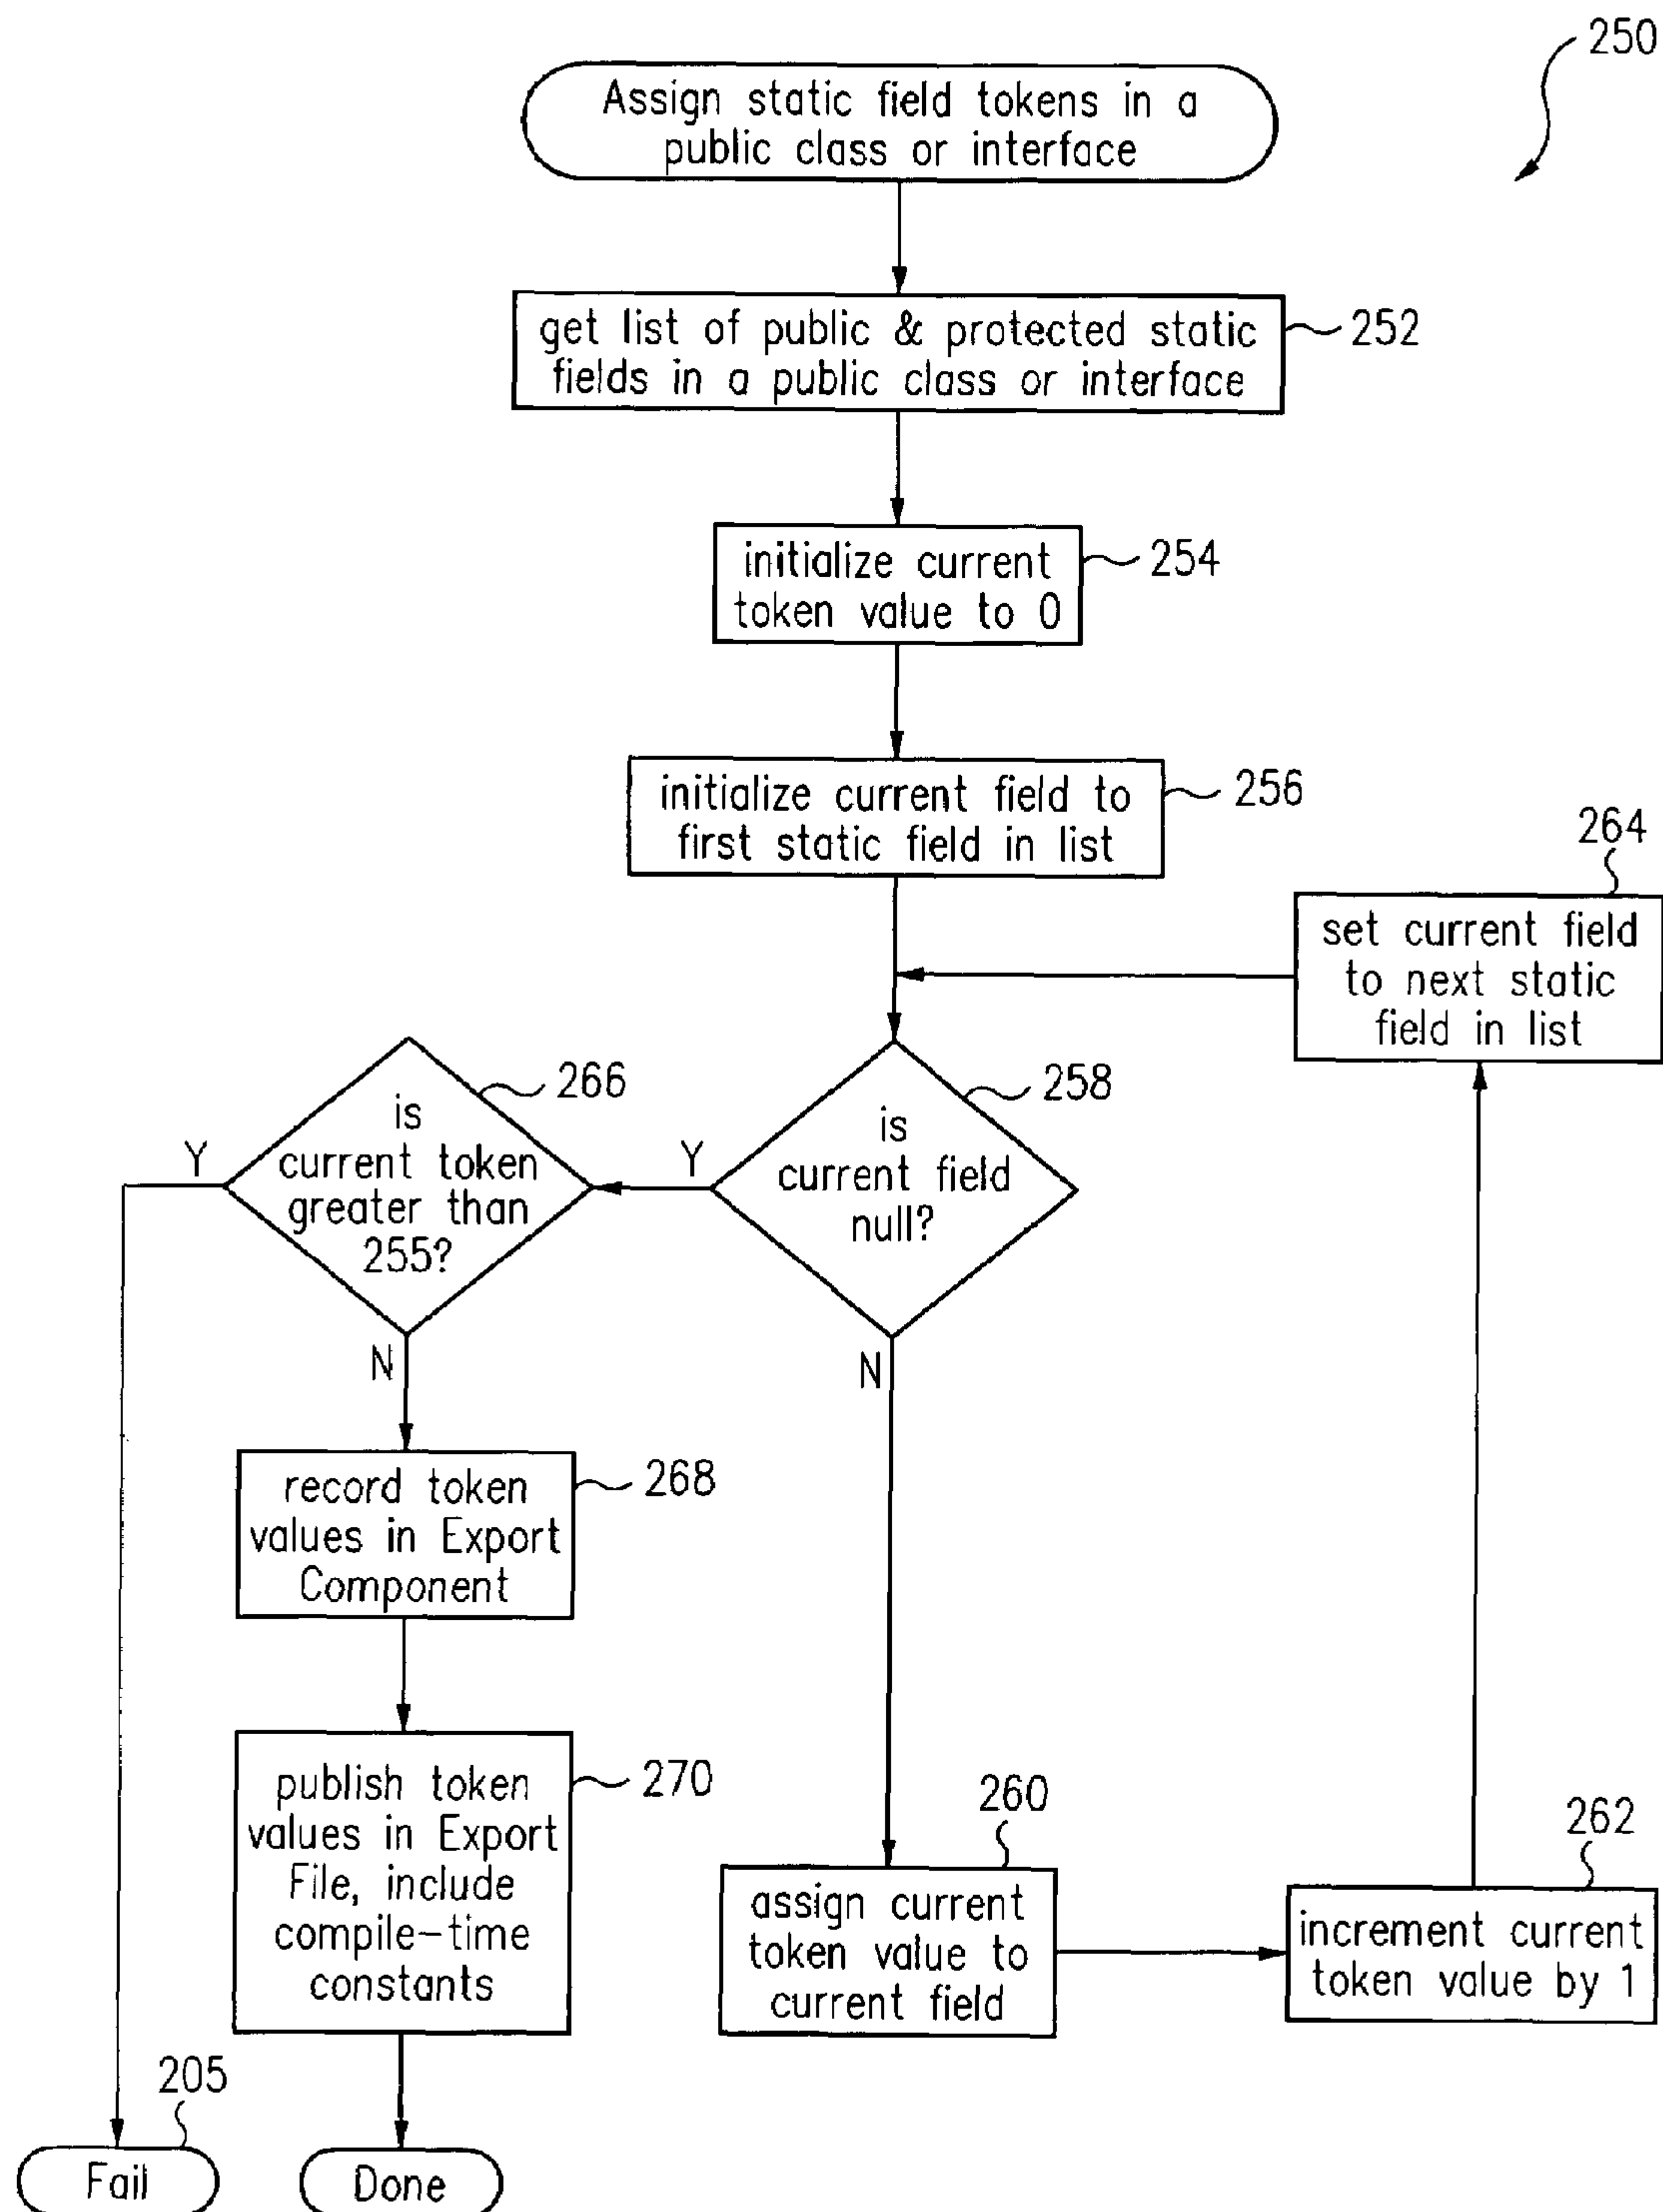 250
Assign static field tokens in a
public class or interface
get list of public & protected static
fields in a public class or interface
252
initialize current
token value to 0
254
initialize current field to
first static field in list
256
264
set current field
to next static
field in list
266
is
current token
greater than
255?
Y
N
258
is
current field
null?
Y
N
record token
values in Export
Component
268
publish token
values in Export
File, include
compile-time
constants
270
260
assign current
token value to
current field
262
increment current
token value by 1
205
Fail
Done